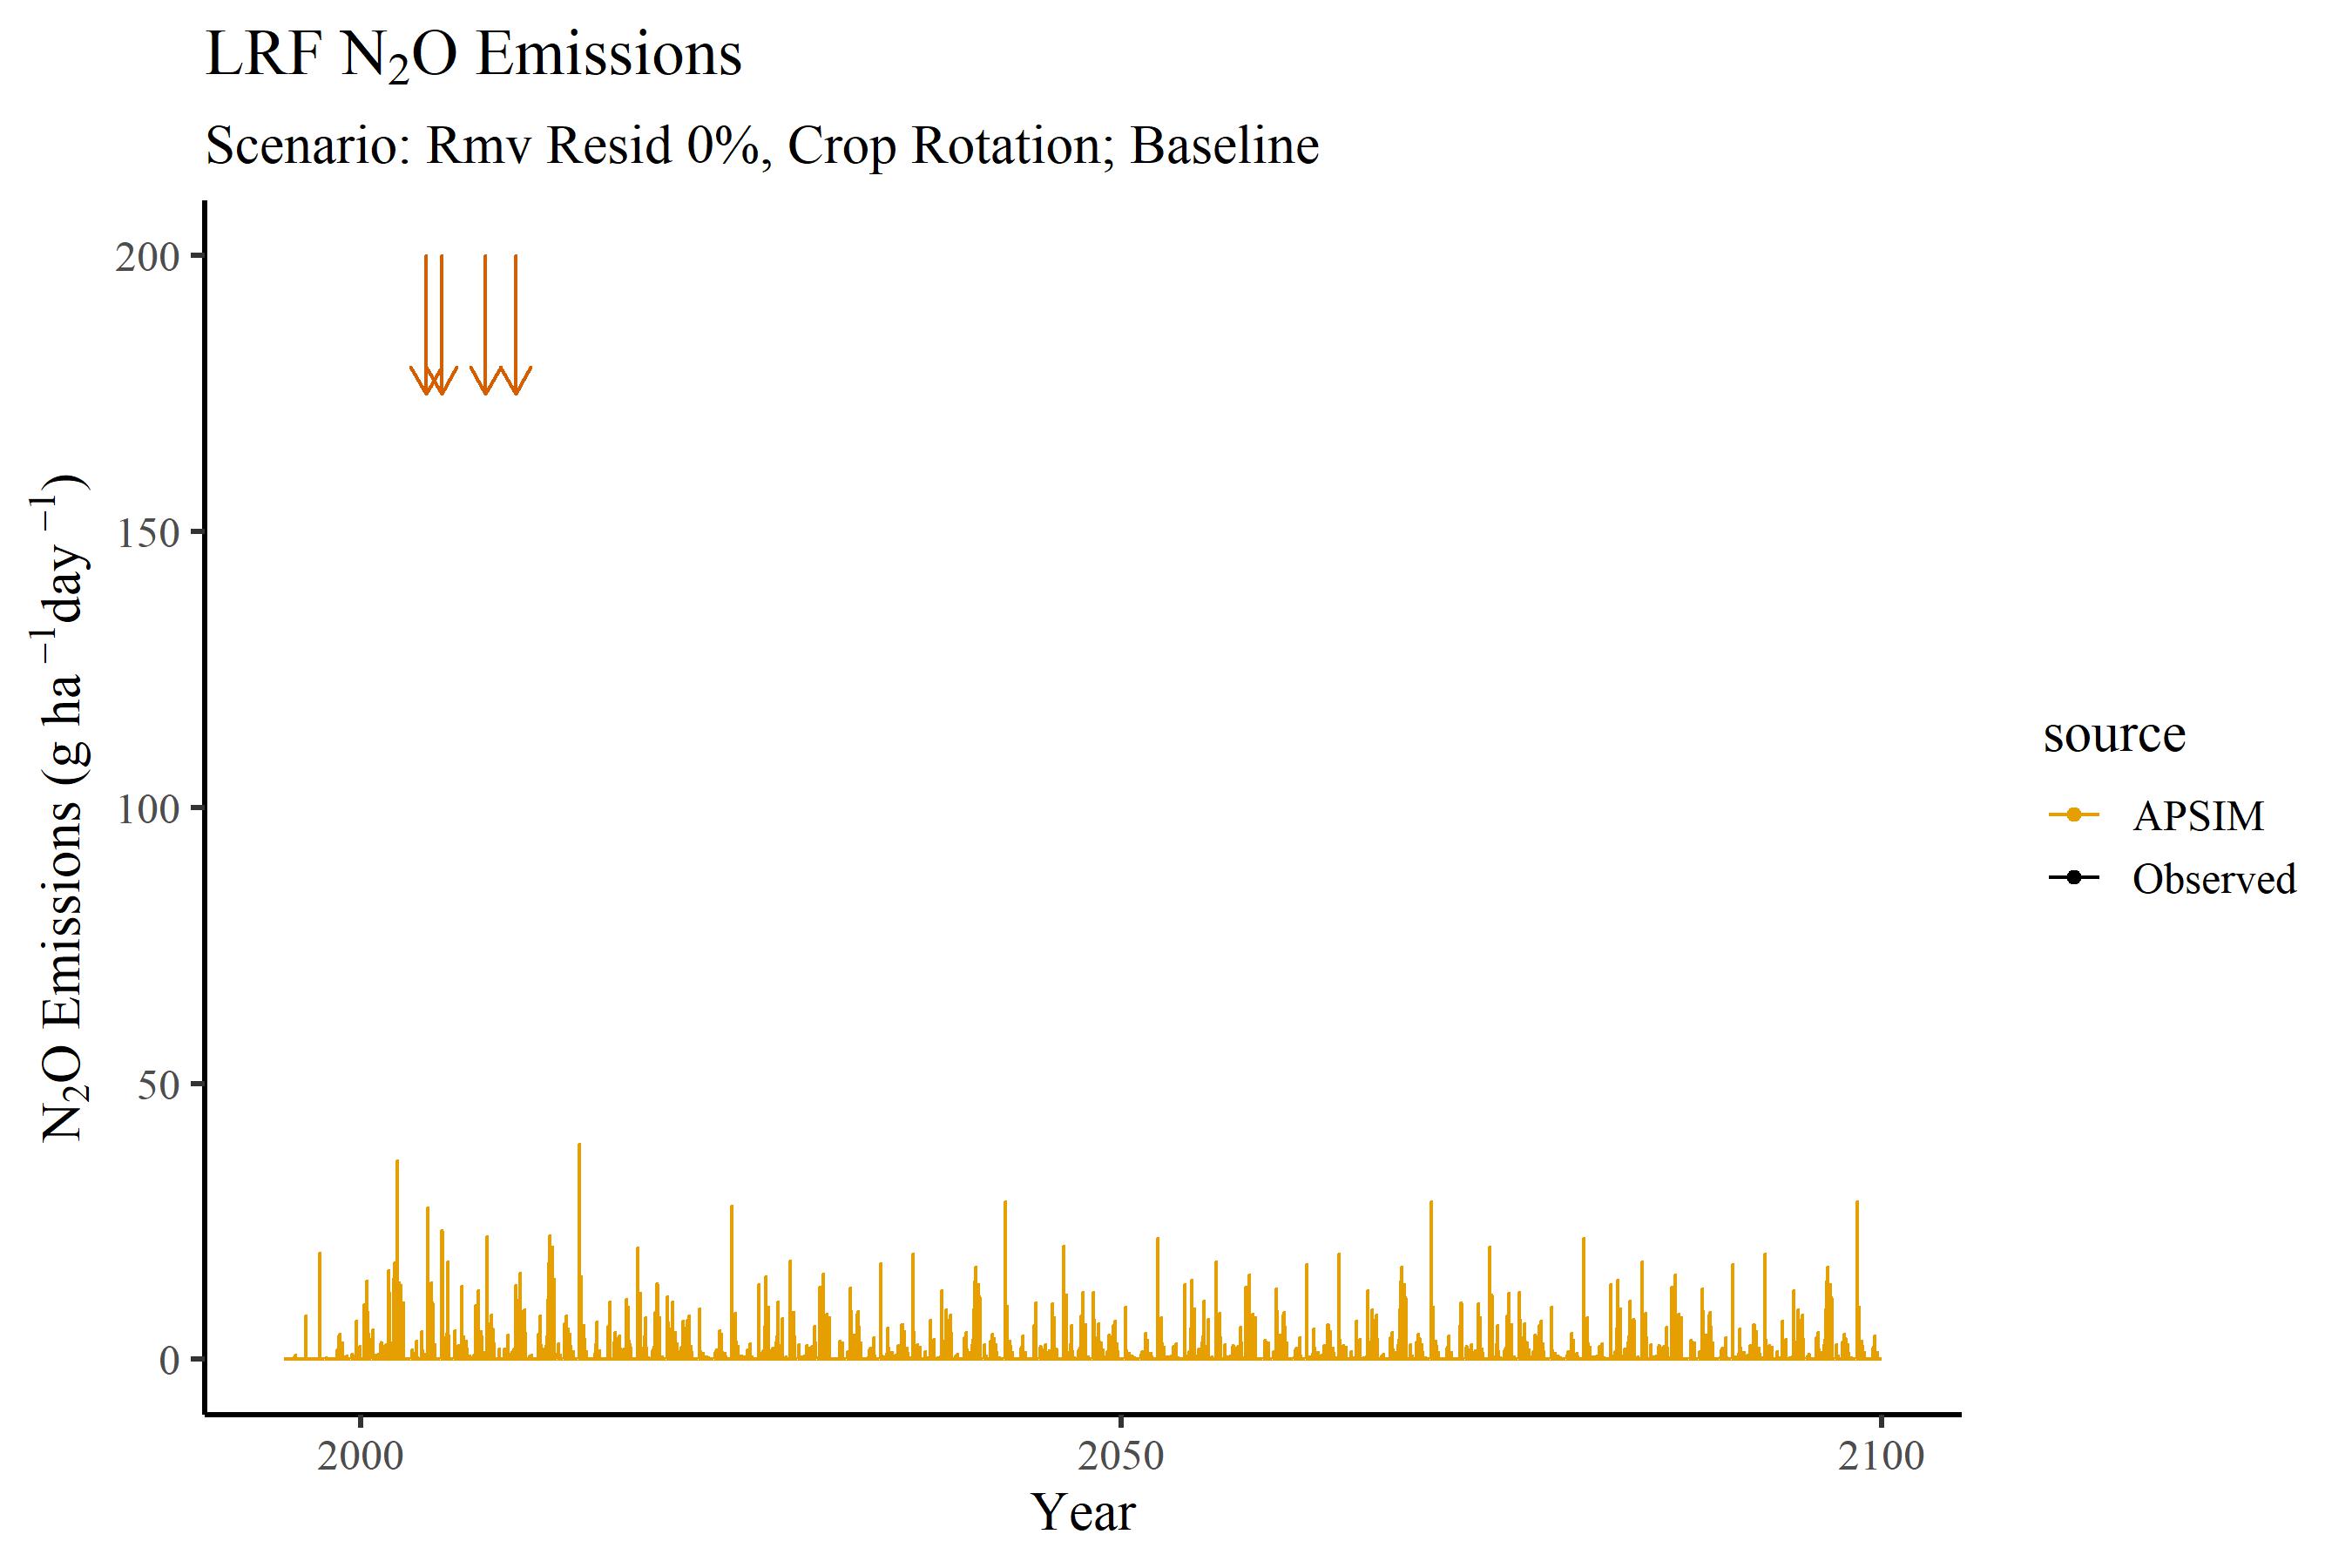 LRF N₂O Emissions
Scenario: Rmv Resid 0%, Crop Rotation; Baseline
N₂O Emissions (g ha ⁻¹day ⁻¹)
200
150
100
50
0
2000
2050
2100
Year
source
APSIM
Observed